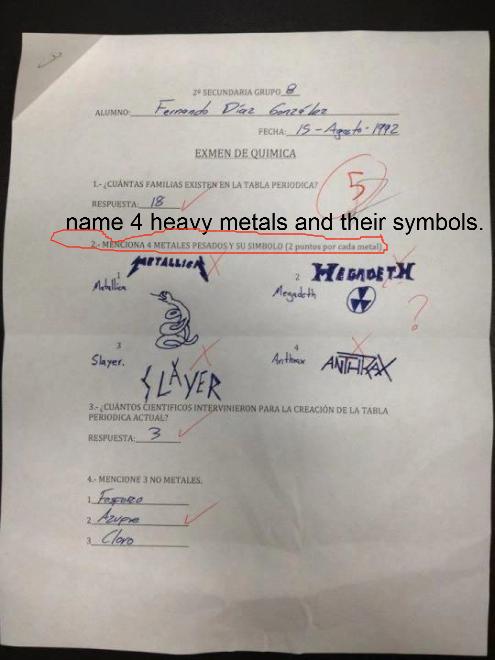 2º SECUNDARIA GRUPO B
ALUMNO: Fernando Díaz González
FECHA: 15-Agosto-1992
EXMEN DE QUIMICA
1.- ¿CUÁNTAS FAMILIAS EXISTEN EN LA TABLA PERIODICA?
5
RESPUESTA: 18
name 4 heavy metals and their symbols.
2.- MENCIONA 4 METALES PESADOS Y SU SIMBOLO (2 puntos por cada metal)
1 METALLICA
Metallica
2 MEGADETH
Megadeth
?
3
Slayer.
SLAYER
4
Anthrax ANTHRAX
3.- ¿CUÁNTOS CIENTIFICOS INTERVINIERON PARA LA CREACIÓN DE LA TABLA
PERIODICA ACTUAL?
RESPUESTA: 3
4.- MENCIONE 3 NO METALES.
1
2 Azufre
3 Cloro